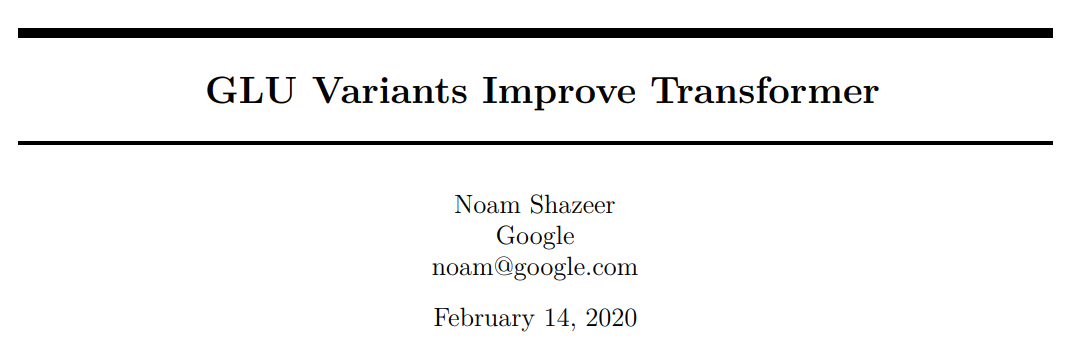 GLU Variants Improve Transformer
Noam Shazeer
Google
noam@google.com
February 14, 2020